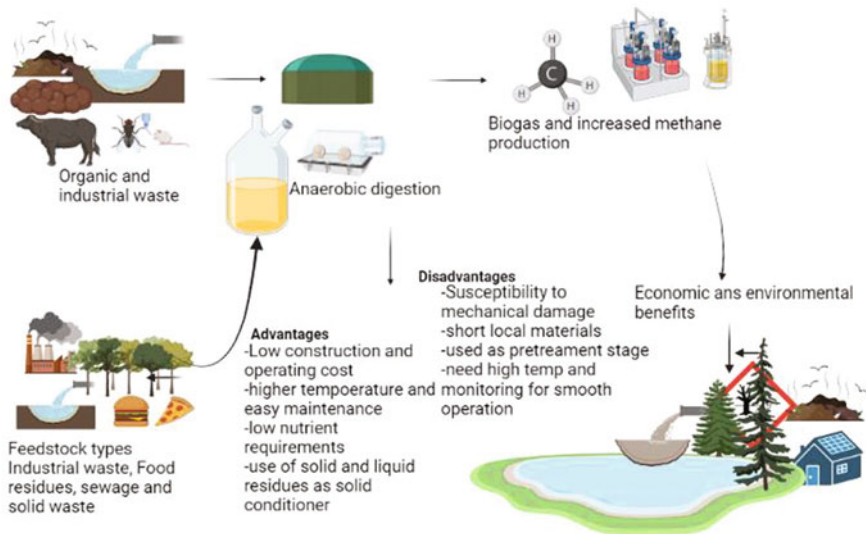 Organic and
industrial waste
Anaerobic digestion
H
H
C
H
H
Biogas and increased methane
production
Feedstock types
Industrial waste, Food
residues, sewage and
solid waste
Advantages
-Low construction and
operating cost
-higher tempoerature and
easy maintenance
-low nutrient
requirements
-use of solid and liquid
residues as solid
conditioner
Disadvantages
-Susceptibility to
mechanical damage
-short local materials
-used as pretreament stage
-need high temp and
monitoring for smooth
operation
Economic ans environmental
benefits